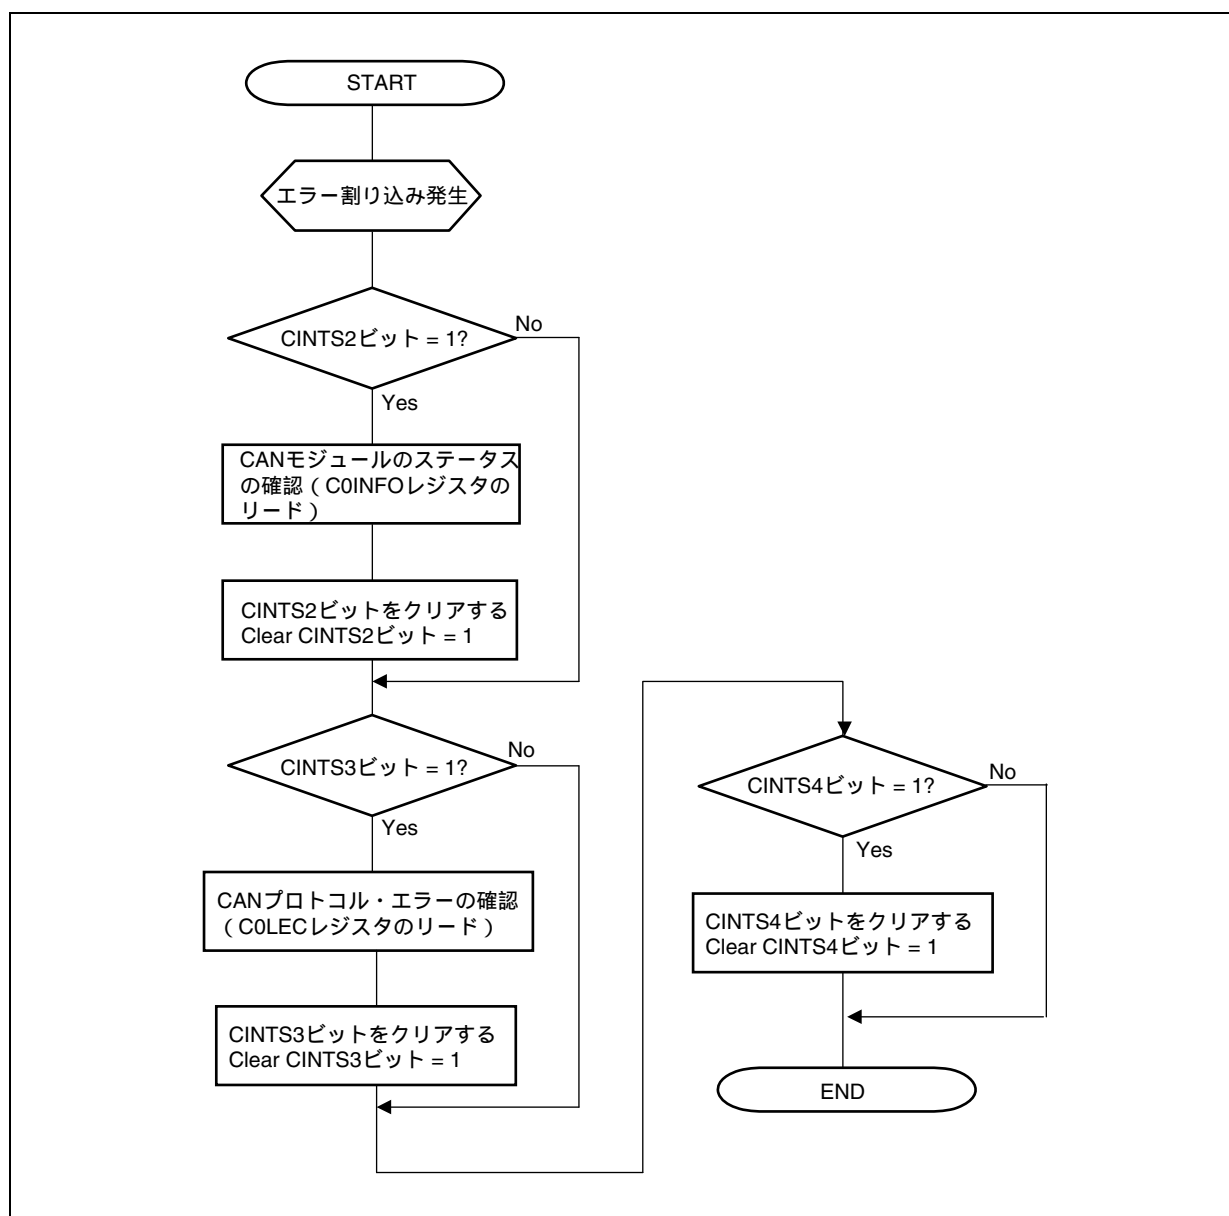 START
エラー割り込み発生
CINTS2ビット = 1?
No
Yes
CANモジュールのステータス
の確認（C0INFOレジスタの
リード）
CINTS2ビットをクリアする
Clear CINTS2ビット = 1
CINTS3ビット = 1?
No
Yes
CANプロトコル・エラーの確認
（C0LECレジスタのリード）
CINTS3ビットをクリアする
Clear CINTS3ビット = 1
CINTS4ビット = 1?
No
Yes
CINTS4ビットをクリアする
Clear CINTS4ビット = 1
END